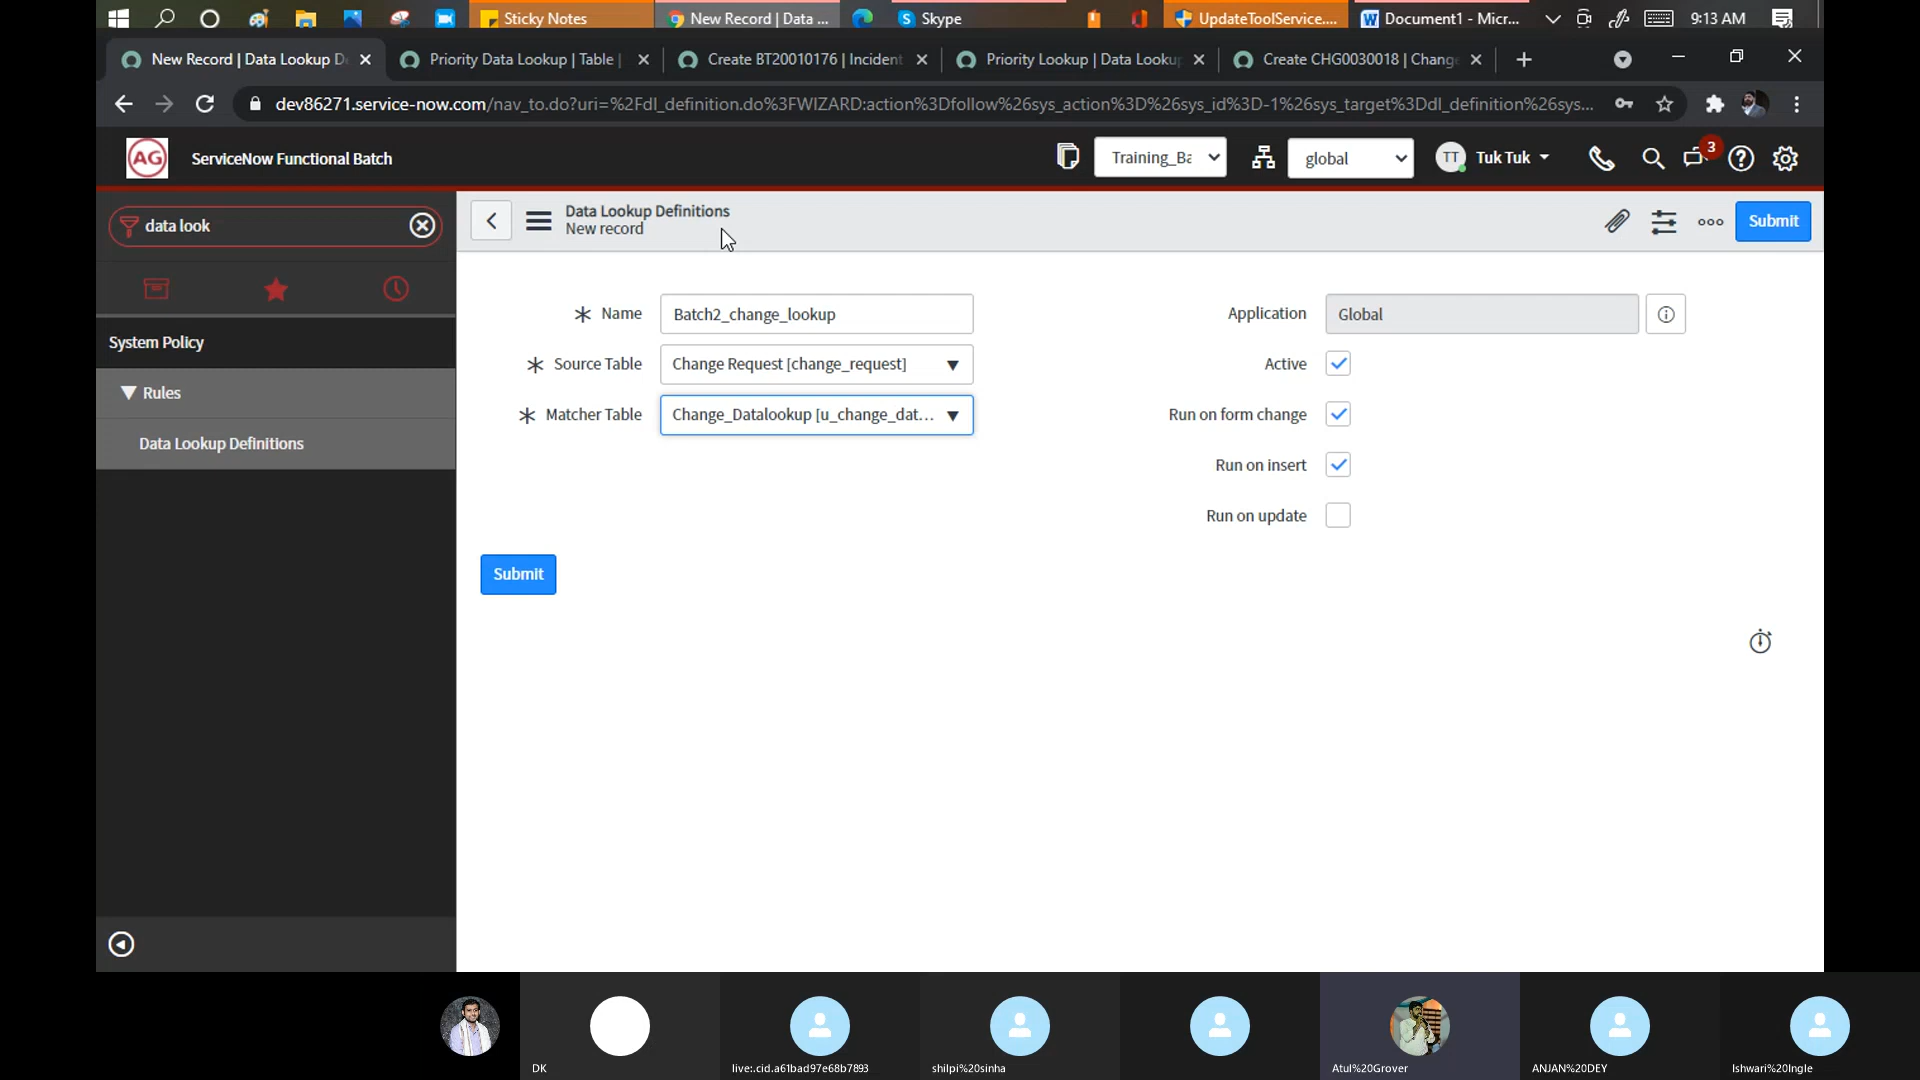 Sticky Notes
New Record | Data ...
Skype
UpdateToolService....
Document1 - Micr...
9:13 AM
New Record | Data Lookup D
Priority Data Lookup | Table |
Create BT20010176 | Incident
Priority Lookup | Data Lookup
Create CHG0030018 | Chang
dev86271.service-now.com/nav_to.do?uri=%2Fdl_definition.do%3FWIZARD:action%3Dfollow%26sys_action%3D%26sys_id%3D-1%26sys_target%3Ddl_definition%26sys...
AG
ServiceNow Functional Batch
Training_Ba
global
TT
Tuk Tuk
3
data look
Data Lookup Definitions
New record
Submit
System Policy
Rules
Data Lookup Definitions
Name
Batch2_change_lookup
Source Table
Change Request [change_request]
Matcher Table
Change_Datalookup [u_change_dat...
Application
Global
Active
Run on form change
Run on insert
Run on update
Submit
DK
live:.cid.a61bad97e68b7893
shilpi%20sinha
Atul%20Grover
ANJAN%20DEY
Ishwari%20Ingle